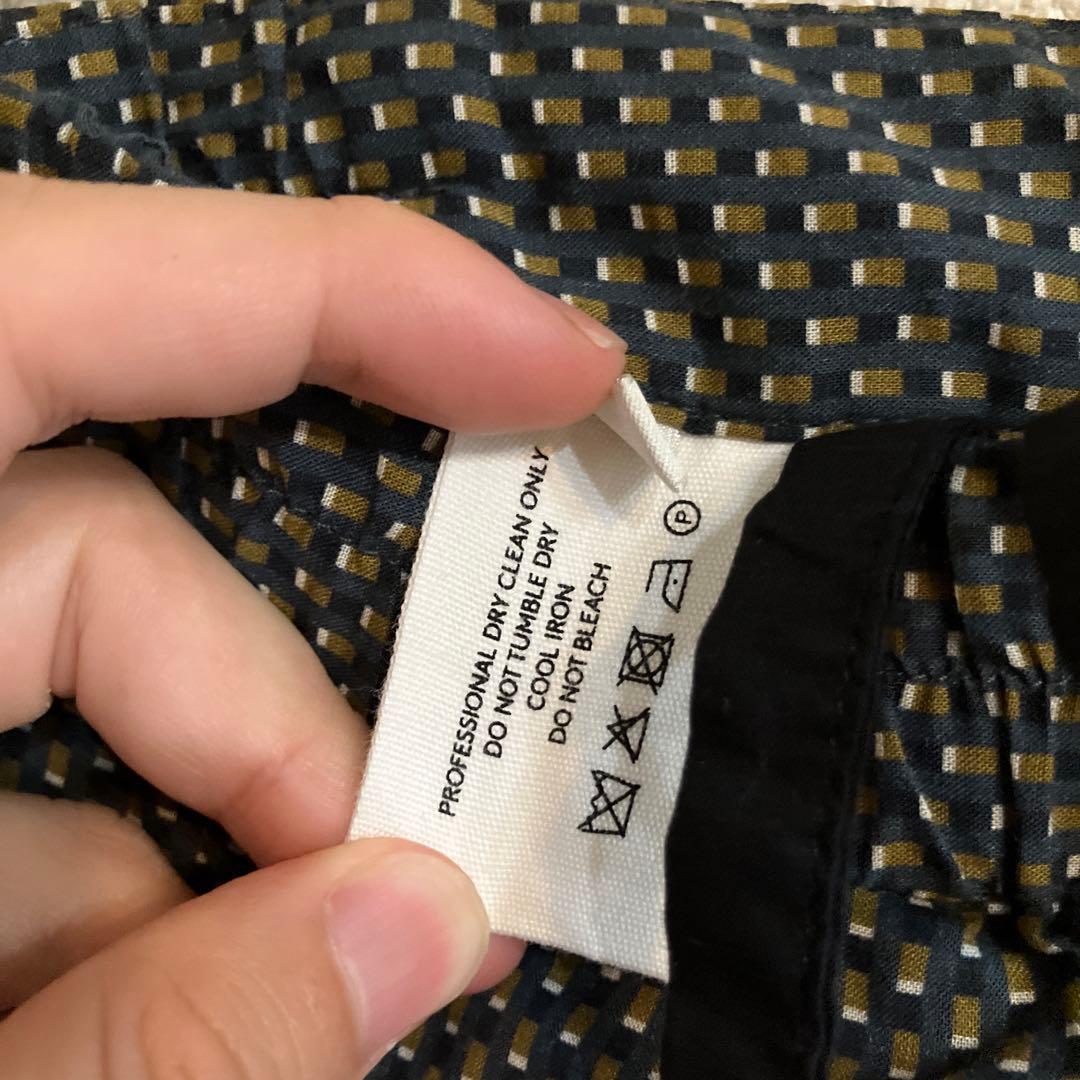 PROFESSIONAL DRY CLEAN ONLY
DO NOT TUMBLE DRY
COOL IRON
DO NOT BLEACH
P